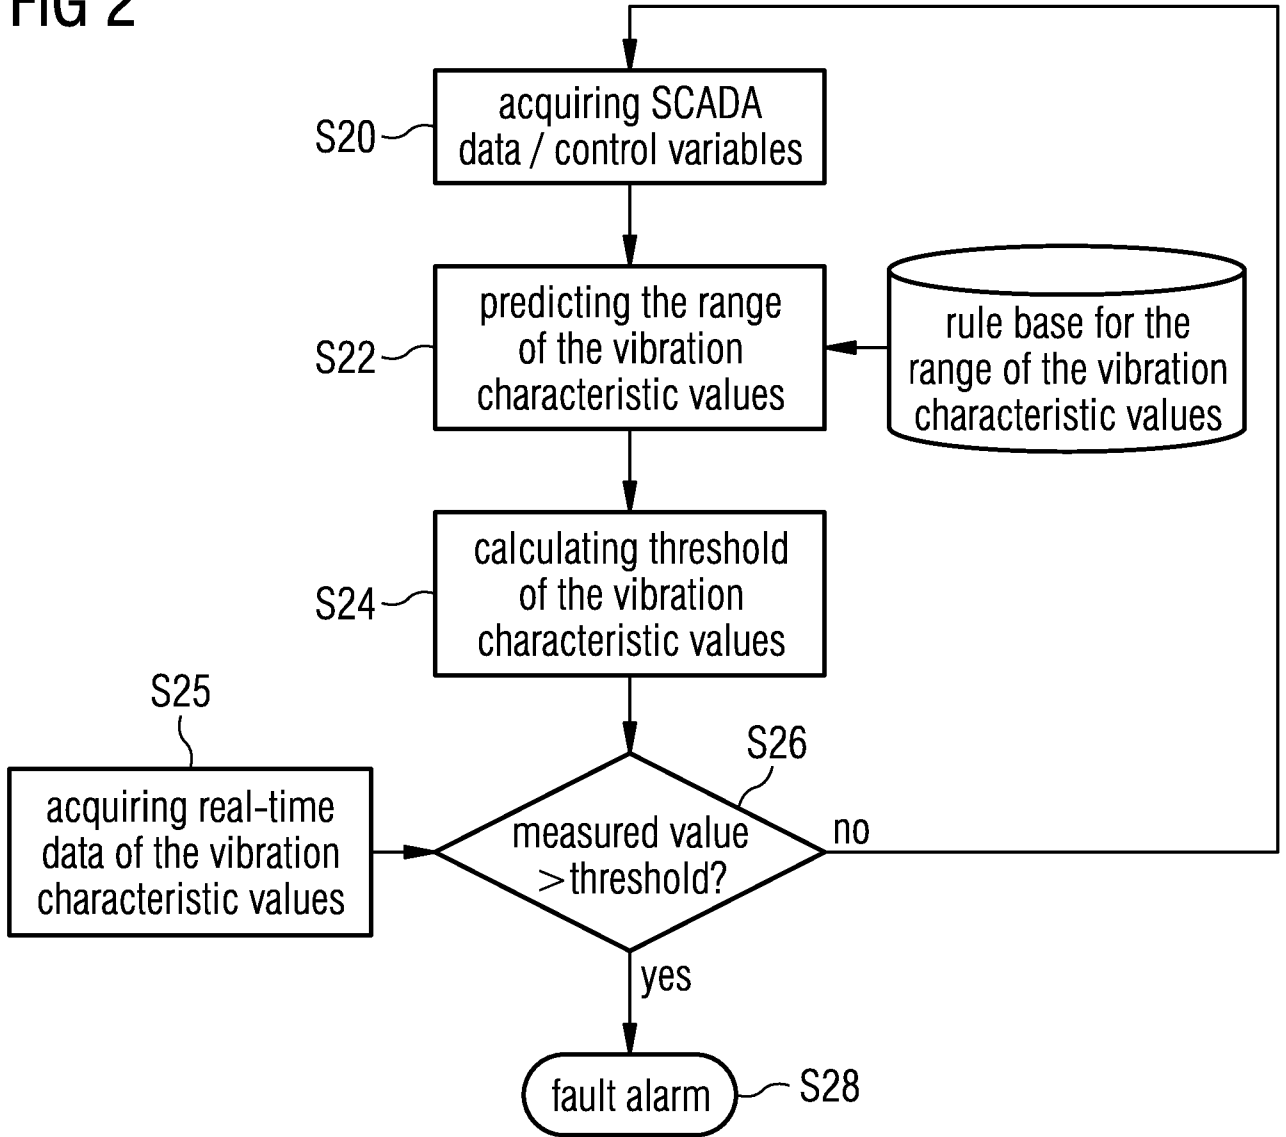 FIG 2
acquiring SCADA
data / control variables
S20
predicting the range
of the vibration
characteristic values
S22
rule base for the
range of the vibration
characteristic values
calculating threshold
of the vibration
characteristic values
S24
S25
acquiring real-time
data of the vibration
characteristic values
S26
measured value
>threshold?
no
yes
fault alarm
S28